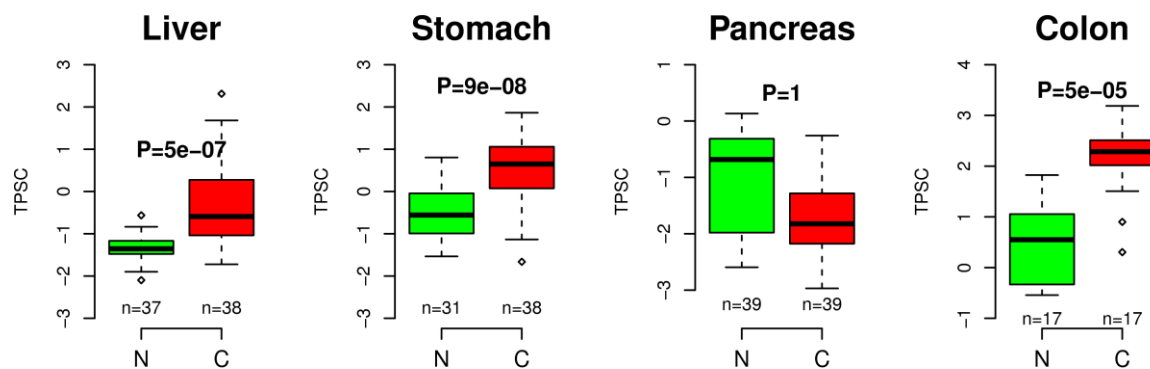 Liver
P=5e−07
TPSC
3
2
1
0
−1
−2
−3
n=37 n=38
N C
Stomach
P=9e−08
TPSC
3
2
1
0
−1
−2
−3
n=31 n=38
N C
Pancreas
P=1
TPSC
1
0
−1
−2
−3
n=39 n=39
N C
Colon
P=5e−05
TPSC
4
3
2
1
0
−1
n=17 n=17
N C